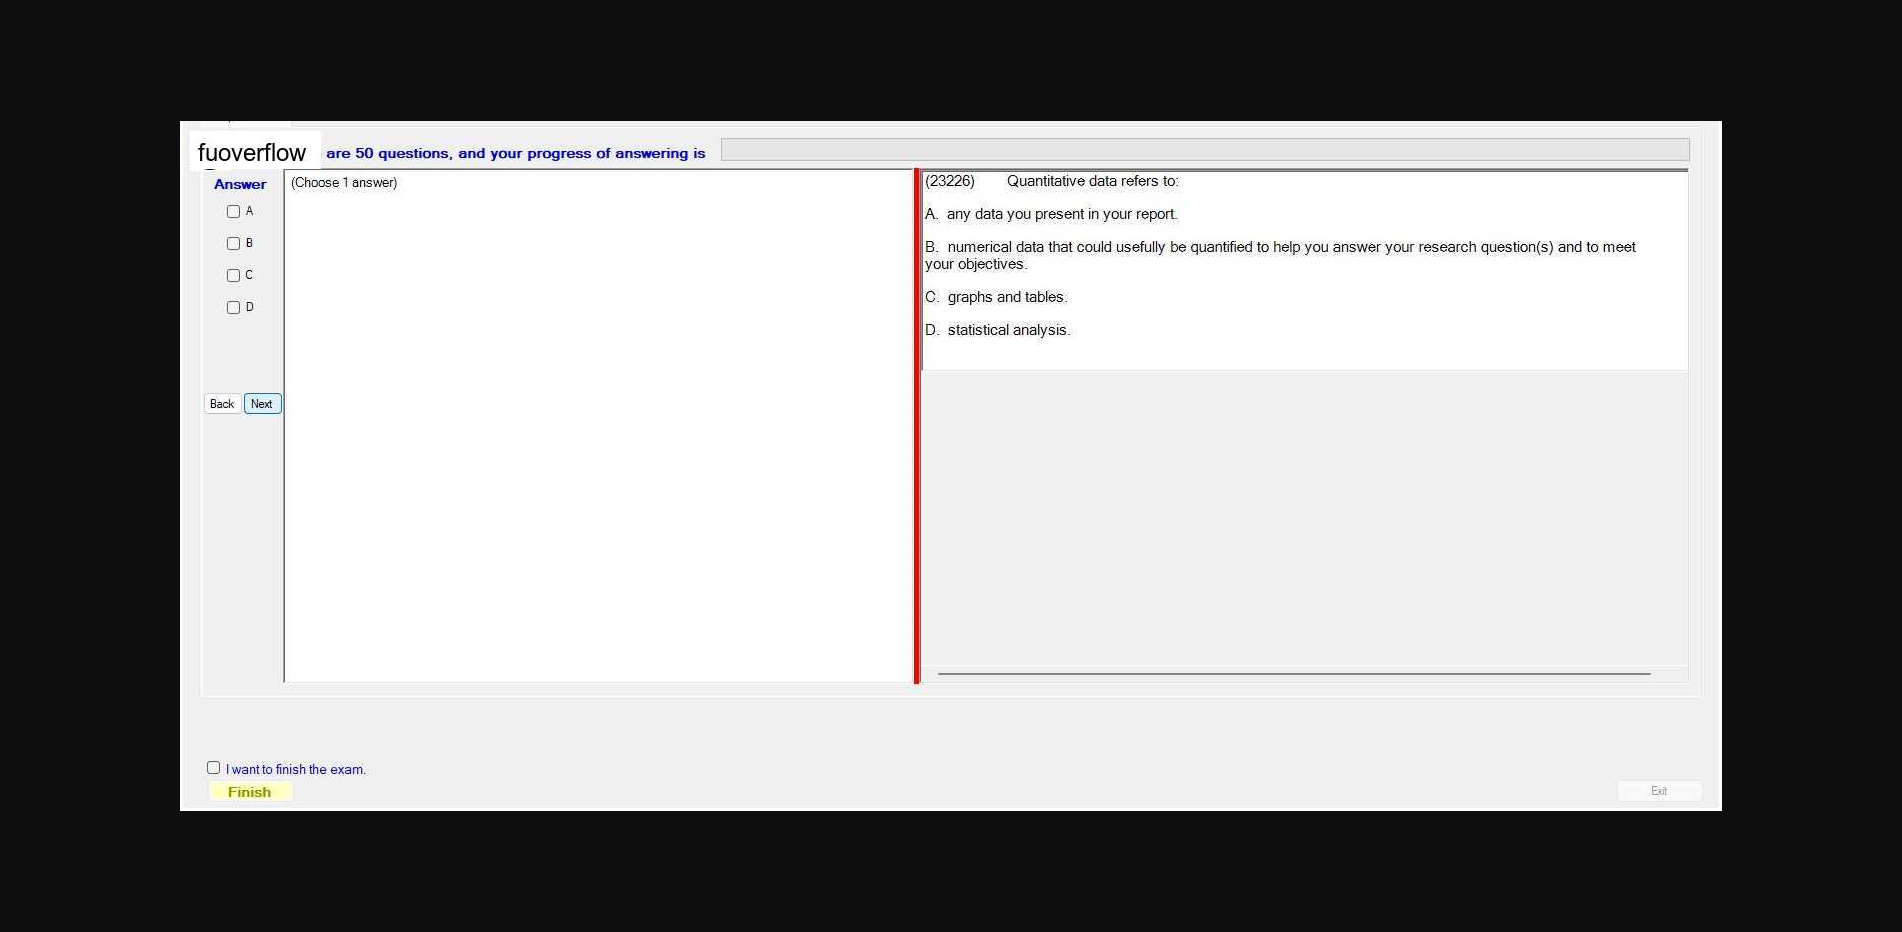 fuoverflow are 50 questions, and your progress of answering is
Answer
A
B
C
D
Back Next
(Choose 1 answer)
(23226) Quantitative data refers to:
A. any data you present in your report.
B. numerical data that could usefully be quantified to help you answer your research question(s) and to meet
your objectives.
C. graphs and tables.
D. statistical analysis.
I want to finish the exam.
Finish
Exit